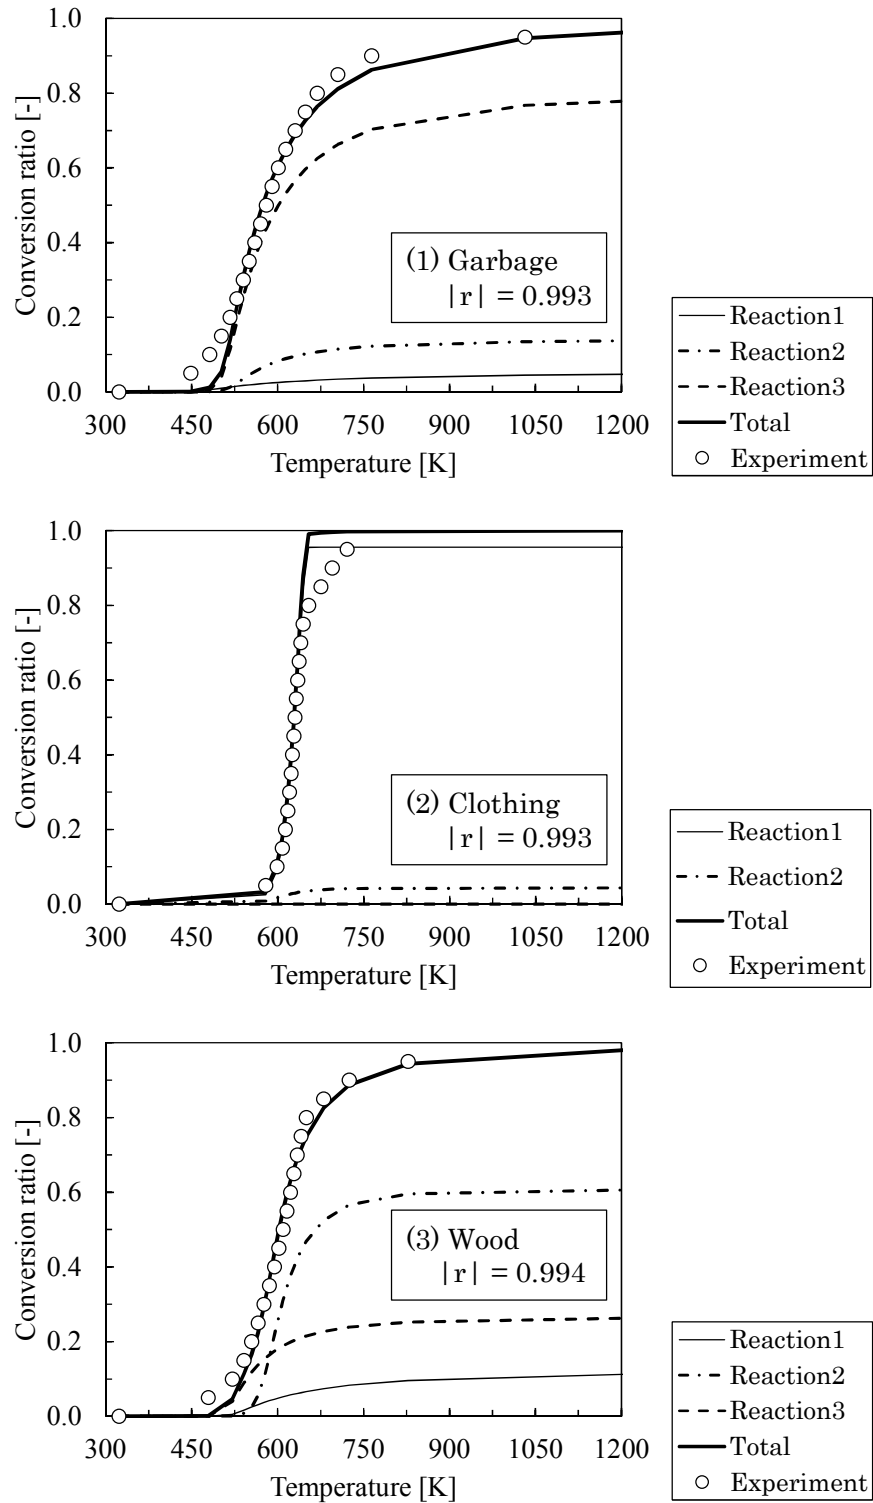 1.0
0.8
0.6
0.4
0.2
0.0
Conversion ratio [-]
(1) Garbage
|r| = 0.993
300 450 600 750 900 1050 1200
Temperature [K]
Reaction1
Reaction2
Reaction3
Total
Experiment
1.0
0.8
0.6
0.4
0.2
0.0
Conversion ratio [-]
(2) Clothing
|r| = 0.993
300 450 600 750 900 1050 1200
Temperature [K]
Reaction1
Reaction2
Total
Experiment
1.0
0.8
0.6
0.4
0.2
0.0
Conversion ratio [-]
(3) Wood
|r| = 0.994
300 450 600 750 900 1050 1200
Temperature [K]
Reaction1
Reaction2
Reaction3
Total
Experiment